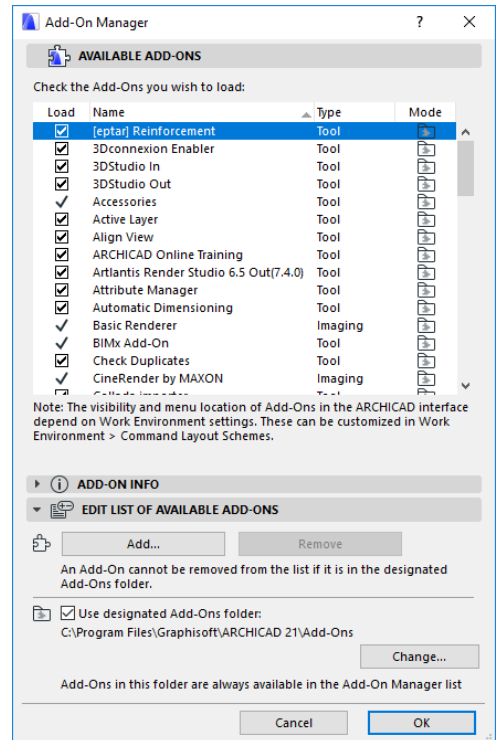 Add-On Manager ?
AVAILABLE ADD-ONS
Check the Add-Ons you wish to load:
Load Name Type Mode
[eptar] Reinforcement Tool
3Dconnexion Enabler Tool
3DStudio In Tool
3DStudio Out Tool
Accessories Tool
Active Layer Tool
Align View Tool
ARCHICAD Online Training Tool
Artlantis Render Studio 6.5 Out(7.4.0) Tool
Attribute Manager Tool
Automatic Dimensioning Tool
Basic Renderer Imaging
BIMx Add-On Tool
Check Duplicates Tool
CineRender by MAXON Imaging
Note: The visibility and menu location of Add-Ons in the ARCHICAD interface
depend on Work Environment settings. These can be customized in Work
Environment > Command Layout Schemes.
ADD-ON INFO
EDIT LIST OF AVAILABLE ADD-ONS
Add... Remove
An Add-On cannot be removed from the list if it is in the designated
Add-Ons folder.
Use designated Add-Ons folder:
C:\Program Files\Graphisoft\ARCHICAD 21\Add-Ons
Change...
Add-Ons in this folder are always available in the Add-On Manager list
Cancel OK